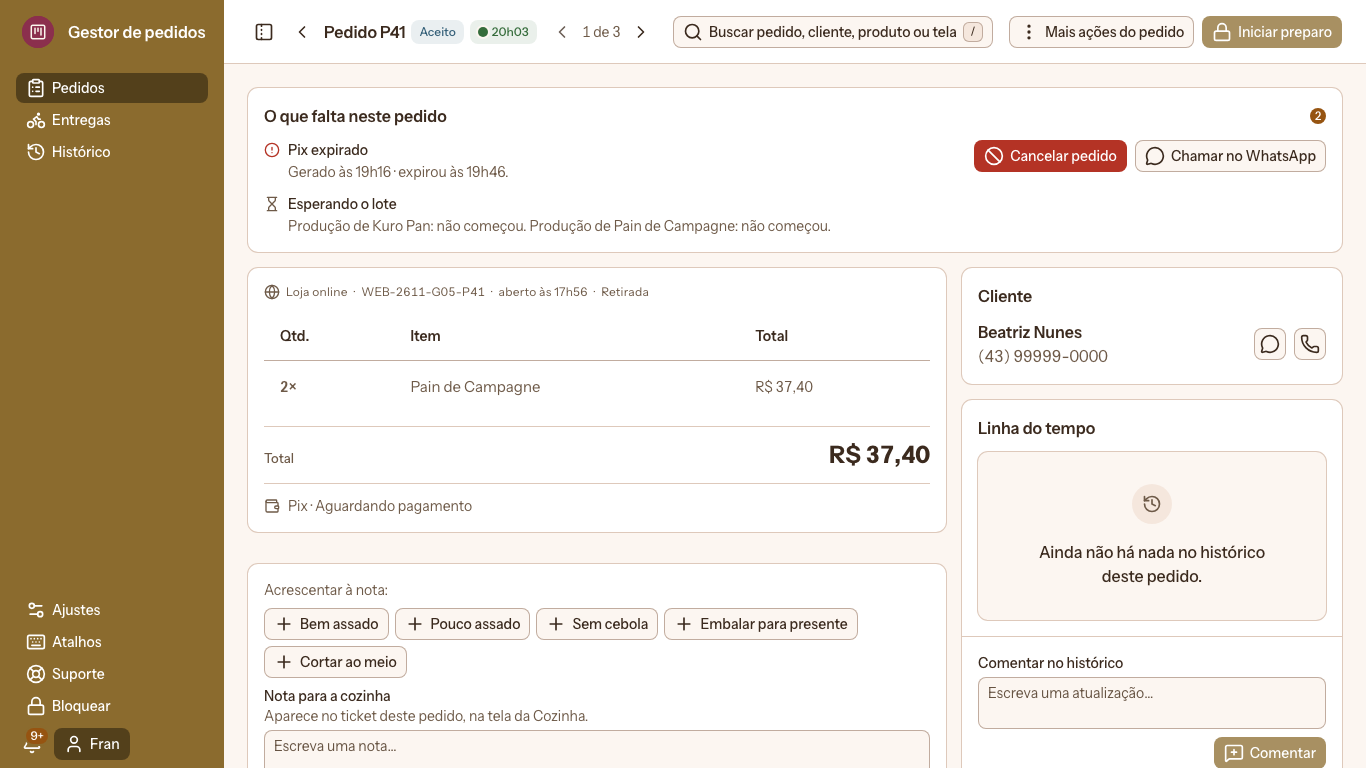 Gestor de pedidos
Pedidos
Entregas
Histórico
Ajustes
Atalhos
Suporte
Bloquear
9+
Fran
Pedido P41
Aceito
20h03
1 de 3
Buscar pedido, cliente, produto ou tela /
Mais ações do pedido
Iniciar preparo
O que falta neste pedido
2
Pix expirado
Gerado às 19h16 · expirou às 19h46.
Cancelar pedido
Chamar no WhatsApp
Esperando o lote
Produção de Kuro Pan: não começou. Produção de Pain de Campagne: não começou.
Loja online · WEB-2611-G05-P41 · aberto às 17h56 · Retirada
Qtd. Item Total
2× Pain de Campagne R$ 37,40
Total R$ 37,40
Pix · Aguardando pagamento
Acrescentar à nota:
Bem assado
Pouco assado
Sem cebola
Embalar para presente
Cortar ao meio
Nota para a cozinha
Aparece no ticket deste pedido, na tela da Cozinha.
Escreva uma nota...
Cliente
Beatriz Nunes
(43) 99999-0000
Linha do tempo
Ainda não há nada no histórico
deste pedido.
Comentar no histórico
Escreva uma atualização...
Comentar